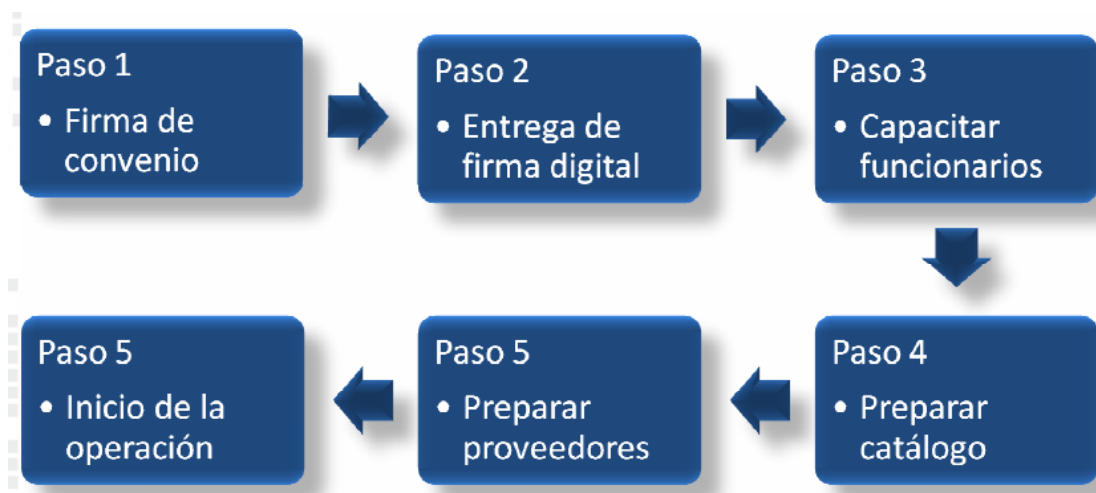 Paso 1
• Firma de
convenio
Paso 2
• Entrega de
firma digital
Paso 3
• Capacitar
funcionarios
Paso 4
• Preparar
catálogo
Paso 5
• Preparar
proveedores
Paso 5
• Inicio de la
operación